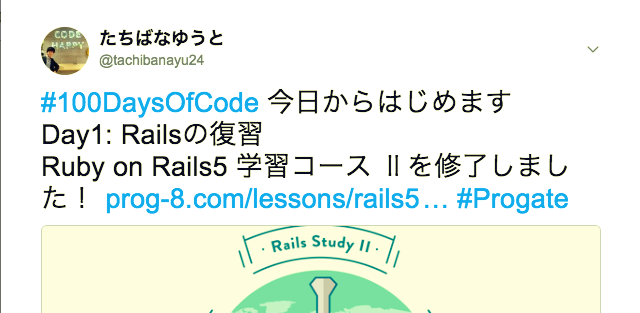 CODE
HAPPY
たちばなゆうと
@tachibanayu24
#100DaysOfCode 今日からはじめます
Day1: Railsの復習
Ruby on Rails5 学習コース Ⅱを修了しまし
た！ prog-8.com/lessons/rails5… #Progate
· Rails Study II ·